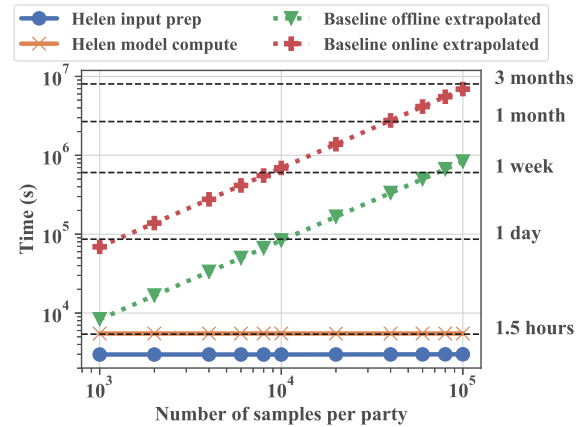 Helen input prep
Helen model compute
Baseline offline extrapolated
Baseline online extrapolated
10^7
10^6
10^5
10^4
Time (s)
3 months
1 month
1 week
1 day
1.5 hours
10^3
10^4
10^5
Number of samples per party